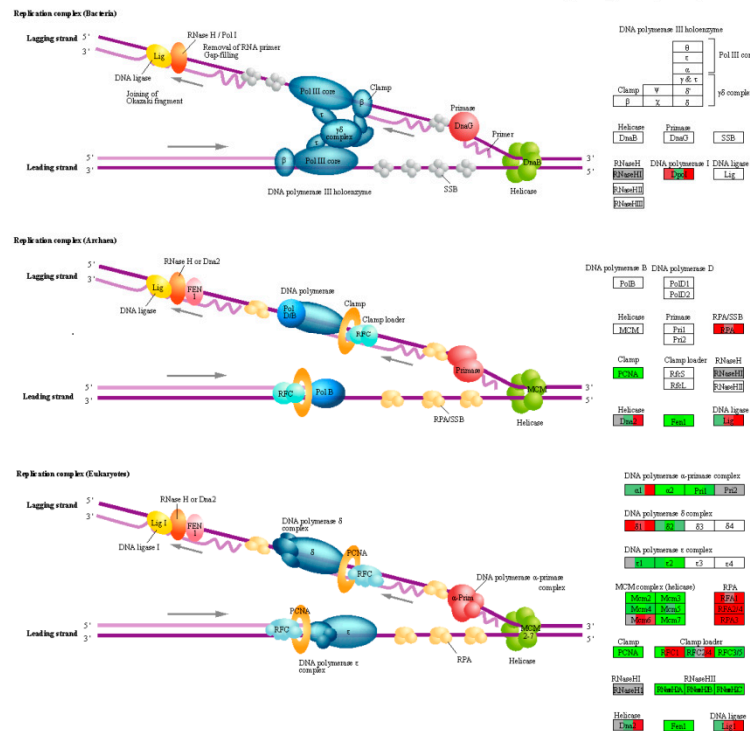 Replication complex (Bacteria)
Lagging strand
5'
3'
RNase H / Pol I
Removal of RNA primer
Gap-filling
Lig
DNA ligase
Joining of
Okazaki fragment
Pol III core
Clamp
β
τ
τ
γδ
complex
Primase
DnaG
Primer
DnaB
Leading strand
5'
3'
β
Pol III core
SSB
Helicase
3'
5'
DNA polymerase III holoenzyme
DNA polymerase III holoenzyme
θ
ε
α
γ & τ
Clamp
Ψ
δ'
β
χ
δ
Pol III core
γδ complex
Helicase
Primase
DnaB
DnaG
SSB
RNaseH
DNA polymerase I
DNA ligase
RNaseHI
DpoI
Lig
RNaseHII
RNaseHIII
Replication complex (Archaea)
Lagging strand
5'
3'
RNase H or Dna2
Lig
FEN
1
DNA ligase
DNA polymerase
Pol
D/B
Clamp
Clamp loader
RFC
Primase
MCM
Leading strand
5'
3'
RFC
Pol B
RPA/SSB
Helicase
3'
5'
DNA polymerase B
DNA polymerase D
PolB
PolD1
PolD2
Helicase
Primase
RPA/SSB
MCM
Pri1
Pri2
RPA
Clamp
Clamp loader
RNaseH
PCNA
RfcS
RfcL
RNaseHI
RNaseHII
Helicase
DNA ligase
Dna2
Fen1
Lig
Replication complex (Eukaryotes)
Lagging strand
5'
3'
RNase H or Dna2
Lig I
FEN
1
DNA ligase I
DNA polymerase δ
complex
δ
PCNA
RFC
DNA polymerase α-primase
complex
α-Prim
MCM
2-7
Leading strand
5'
3'
PCNA
RFC
ε
DNA polymerase ε
complex
RPA
Helicase
3'
5'
DNA polymerase α-primase complex
α1
α2
Pri1
Pri2
DNA polymerase δ complex
δ1
δ2
δ3
δ4
DNA polymerase ε complex
ε1
ε2
ε3
ε4
MCM complex (helicase)
RPA
Mcm2
Mcm3
RPA1
Mcm4
Mcm5
RPA2/4
Mcm6
Mcm7
RPA3
Clamp
Clamp loader
PCNA
RFC1
RFC2/4
RFC3/5
RNaseHI
RNaseHII
RNaseH1
RNaseH2A
RNaseH2B
RNaseH2C
Helicase
DNA ligase
Dna2
Fen1
Lig1